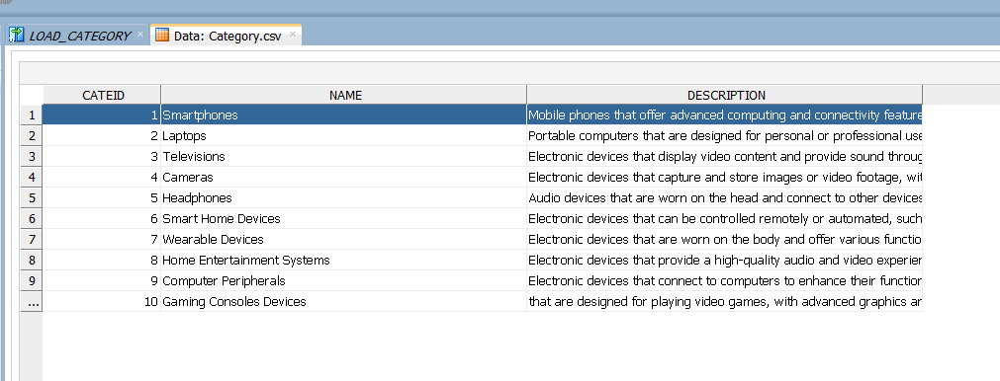 LOAD_CATEGORY Data: Category.csv
CATEID NAME DESCRIPTION
1 1 Smartphones Mobile phones that offer advanced computing and connectivity feature
2 2 Laptops Portable computers that are designed for personal or professional use
3 3 Televisions Electronic devices that display video content and provide sound throug
4 4 Cameras Electronic devices that capture and store images or video footage, wit
5 5 Headphones Audio devices that are worn on the head and connect to other devices
6 6 Smart Home Devices Electronic devices that can be controlled remotely or automated, such
7 7 Wearable Devices Electronic devices that are worn on the body and offer various functio
8 8 Home Entertainment Systems Electronic devices that provide a high-quality audio and video experien
9 9 Computer Peripherals Electronic devices that connect to computers to enhance their function
... 10 Gaming Consoles Devices that are designed for playing video games, with advanced graphics an